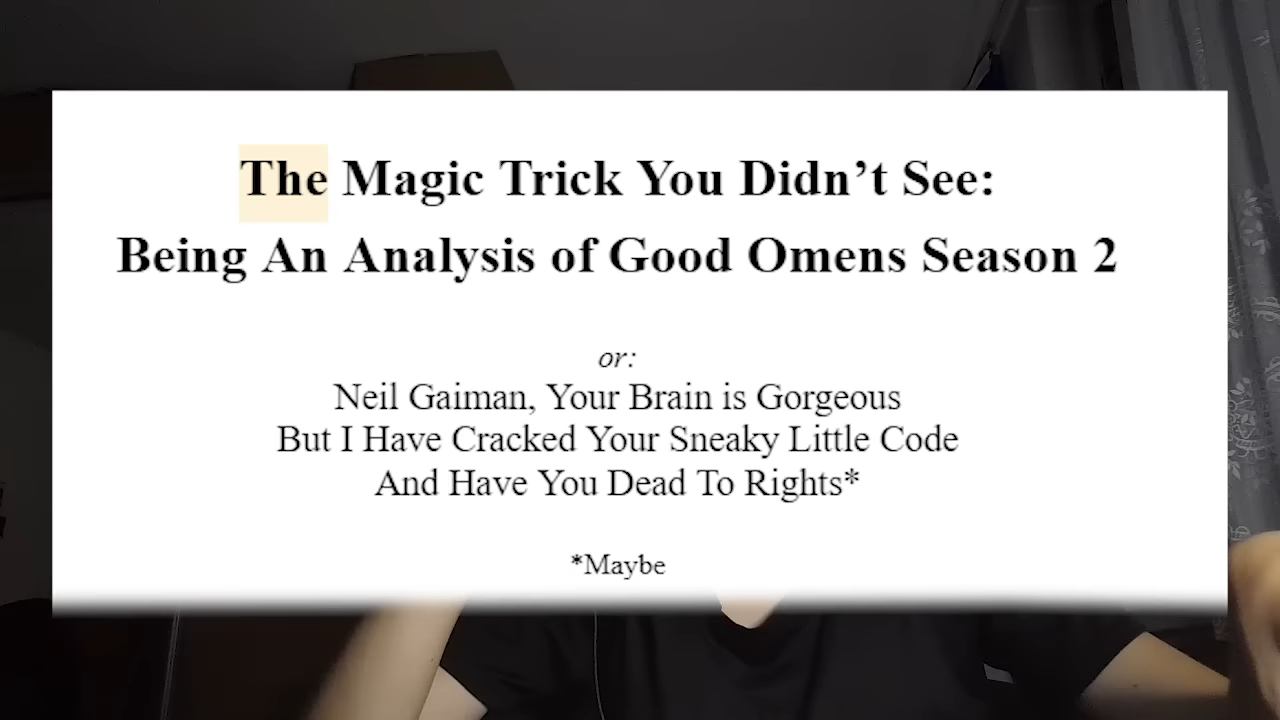 The Magic Trick You Didn’t See:
Being An Analysis of Good Omens Season 2
or:
Neil Gaiman, Your Brain is Gorgeous
But I Have Cracked Your Sneaky Little Code
And Have You Dead To Rights*
*Maybe